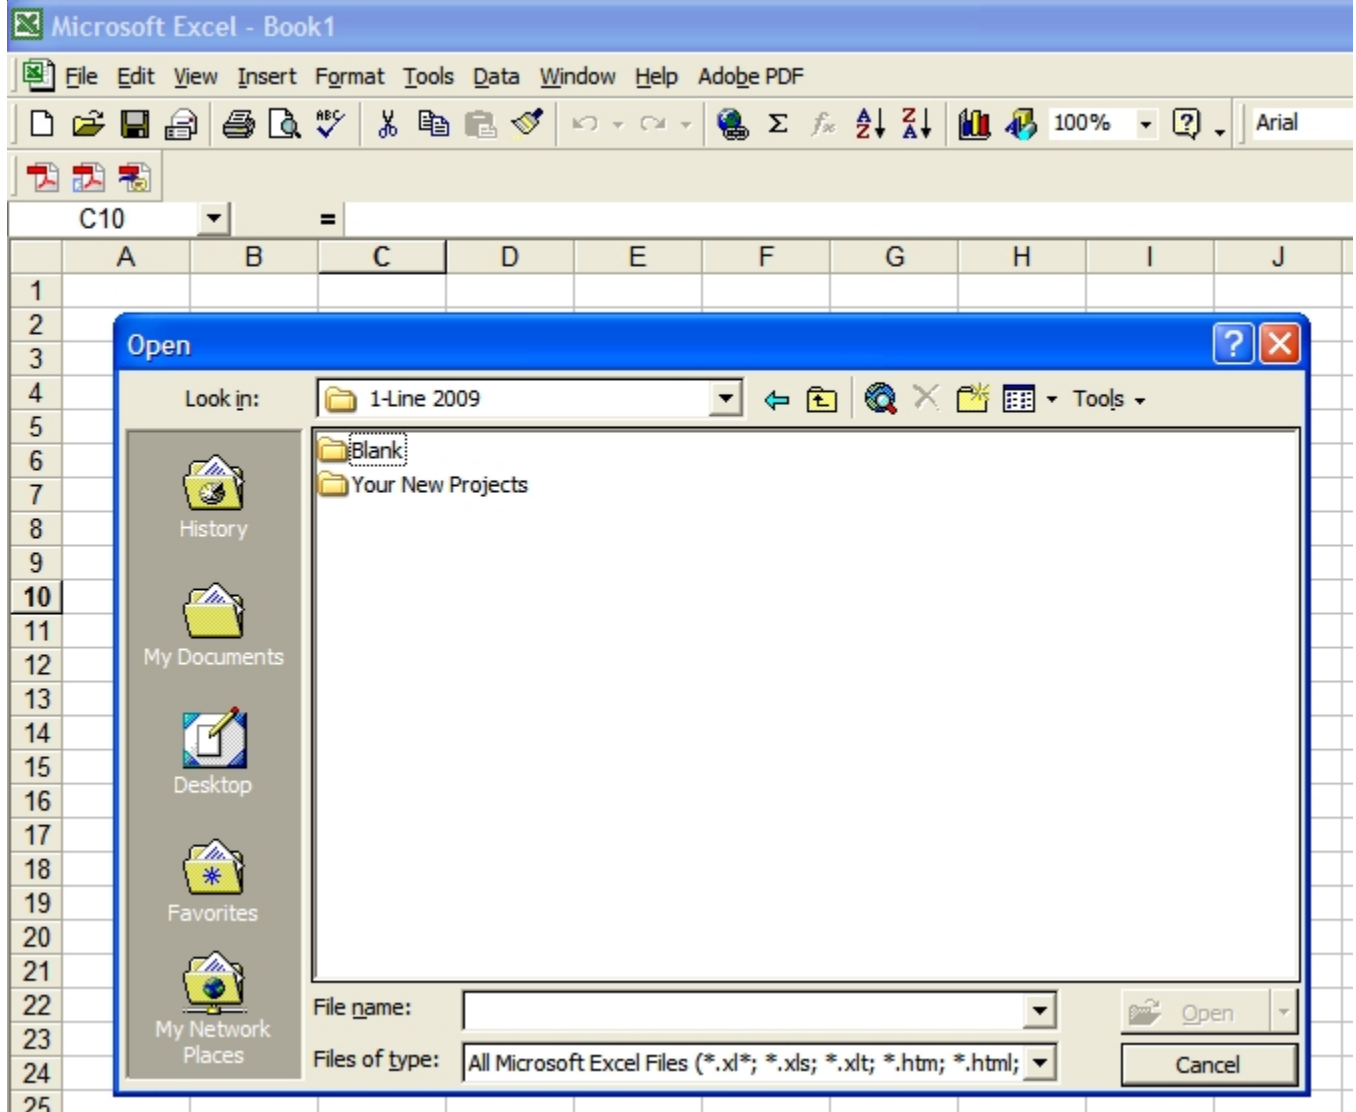 Microsoft Excel - Book1
File Edit View Insert Format Tools Data Window Help Adobe PDF
ABC Σ fx A Z Z A 100% ? Arial
C10 =
A B C D E F G H I J
1
2
3
4
5
6
7
8
9
10
11
12
13
14
15
16
17
18
19
20
21
22
23
24
25
Open ?
Look in: 1-Line 2009 Tools
Blank
Your New Projects
History
My Documents
Desktop
Favorites
My Network
Places
File name: Open
Files of type: All Microsoft Excel Files (*.xl*; *.xls; *.xlt; *.htm; *.html; Cancel